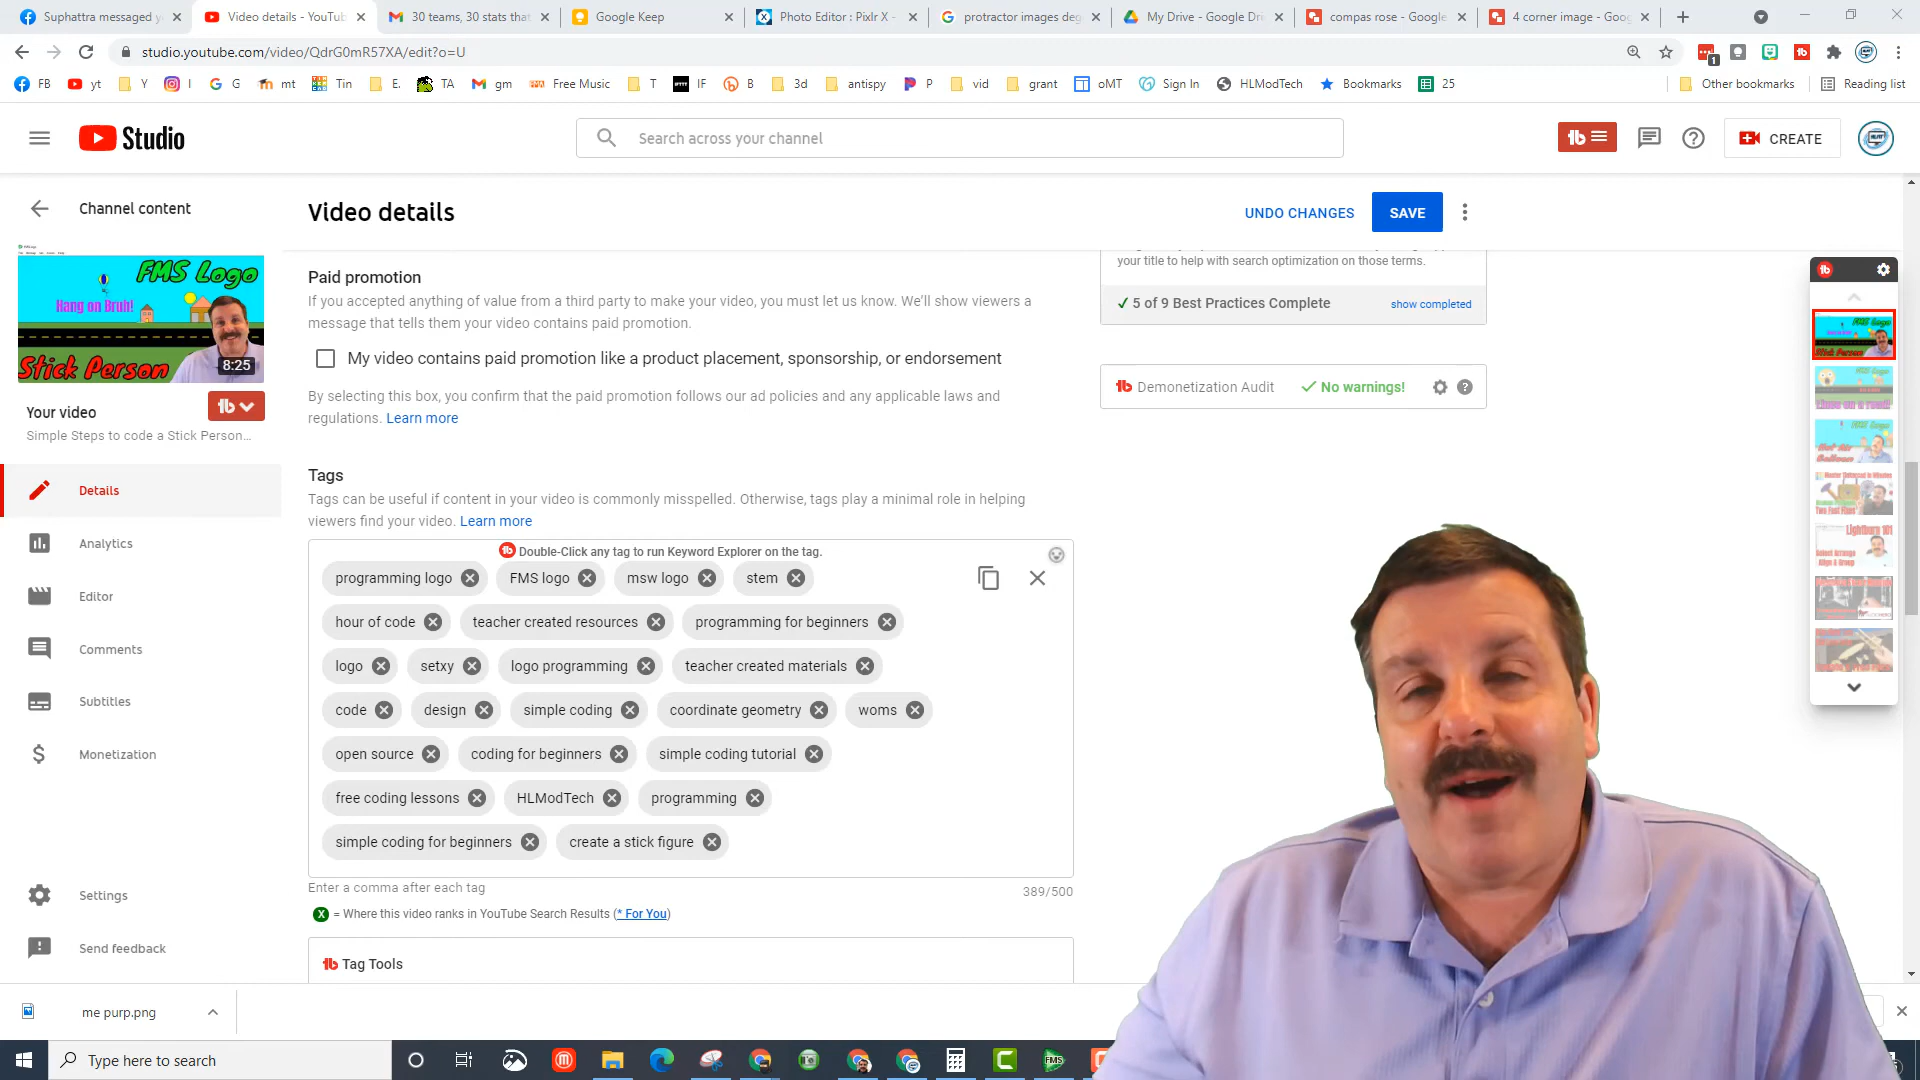 Suphattra messaged y
Video details - YouTub
30 teams, 30 stats that
Google Keep
Photo Editor : Pixlr X -
protractor images deg
My Drive - Google Dri
compas rose - Google
4 corner image - Goog
studio.youtube.com/video/QdrG0mR57XA/edit?o=U
FB
yt
Y
I
G
mt
Tin
E.
TA
gm
Free Music
T
IF
B
3d
antispy
P
vid
grant
oMT
Sign In
HLModTech
Bookmarks
25
Other bookmarks
Reading list
Studio
Search across your channel
CREATE
Channel content
Video details
UNDO CHANGES
SAVE
FMS Logo
Hang on Bruh!
Stick Person
8:25
Your video
Simple Steps to code a Stick Person...
Details
Analytics
Editor
Comments
Subtitles
Monetization
Settings
Send feedback
Paid promotion
If you accepted anything of value from a third party to make your video, you must let us know. We'll show viewers a
message that tells them your video contains paid promotion.
My video contains paid promotion like a product placement, sponsorship, or endorsement
By selecting this box, you confirm that the paid promotion follows our ad policies and any applicable laws and
regulations. Learn more
Tags
Tags can be useful if content in your video is commonly misspelled. Otherwise, tags play a minimal role in helping
viewers find your video. Learn more
Double-Click any tag to run Keyword Explorer on the tag.
programming logo
FMS logo
msw logo
stem
hour of code
teacher created resources
programming for beginners
logo
setxy
logo programming
teacher created materials
code
design
simple coding
coordinate geometry
woms
open source
coding for beginners
simple coding tutorial
free coding lessons
HLModTech
programming
simple coding for beginners
create a stick figure
Enter a comma after each tag
389/500
X = Where this video ranks in YouTube Search Results (* For You)
Tag Tools
your title to help with search optimization on those terms.
5 of 9 Best Practices Complete
show completed
Demonetization Audit
No warnings!
me purp.png
Type here to search